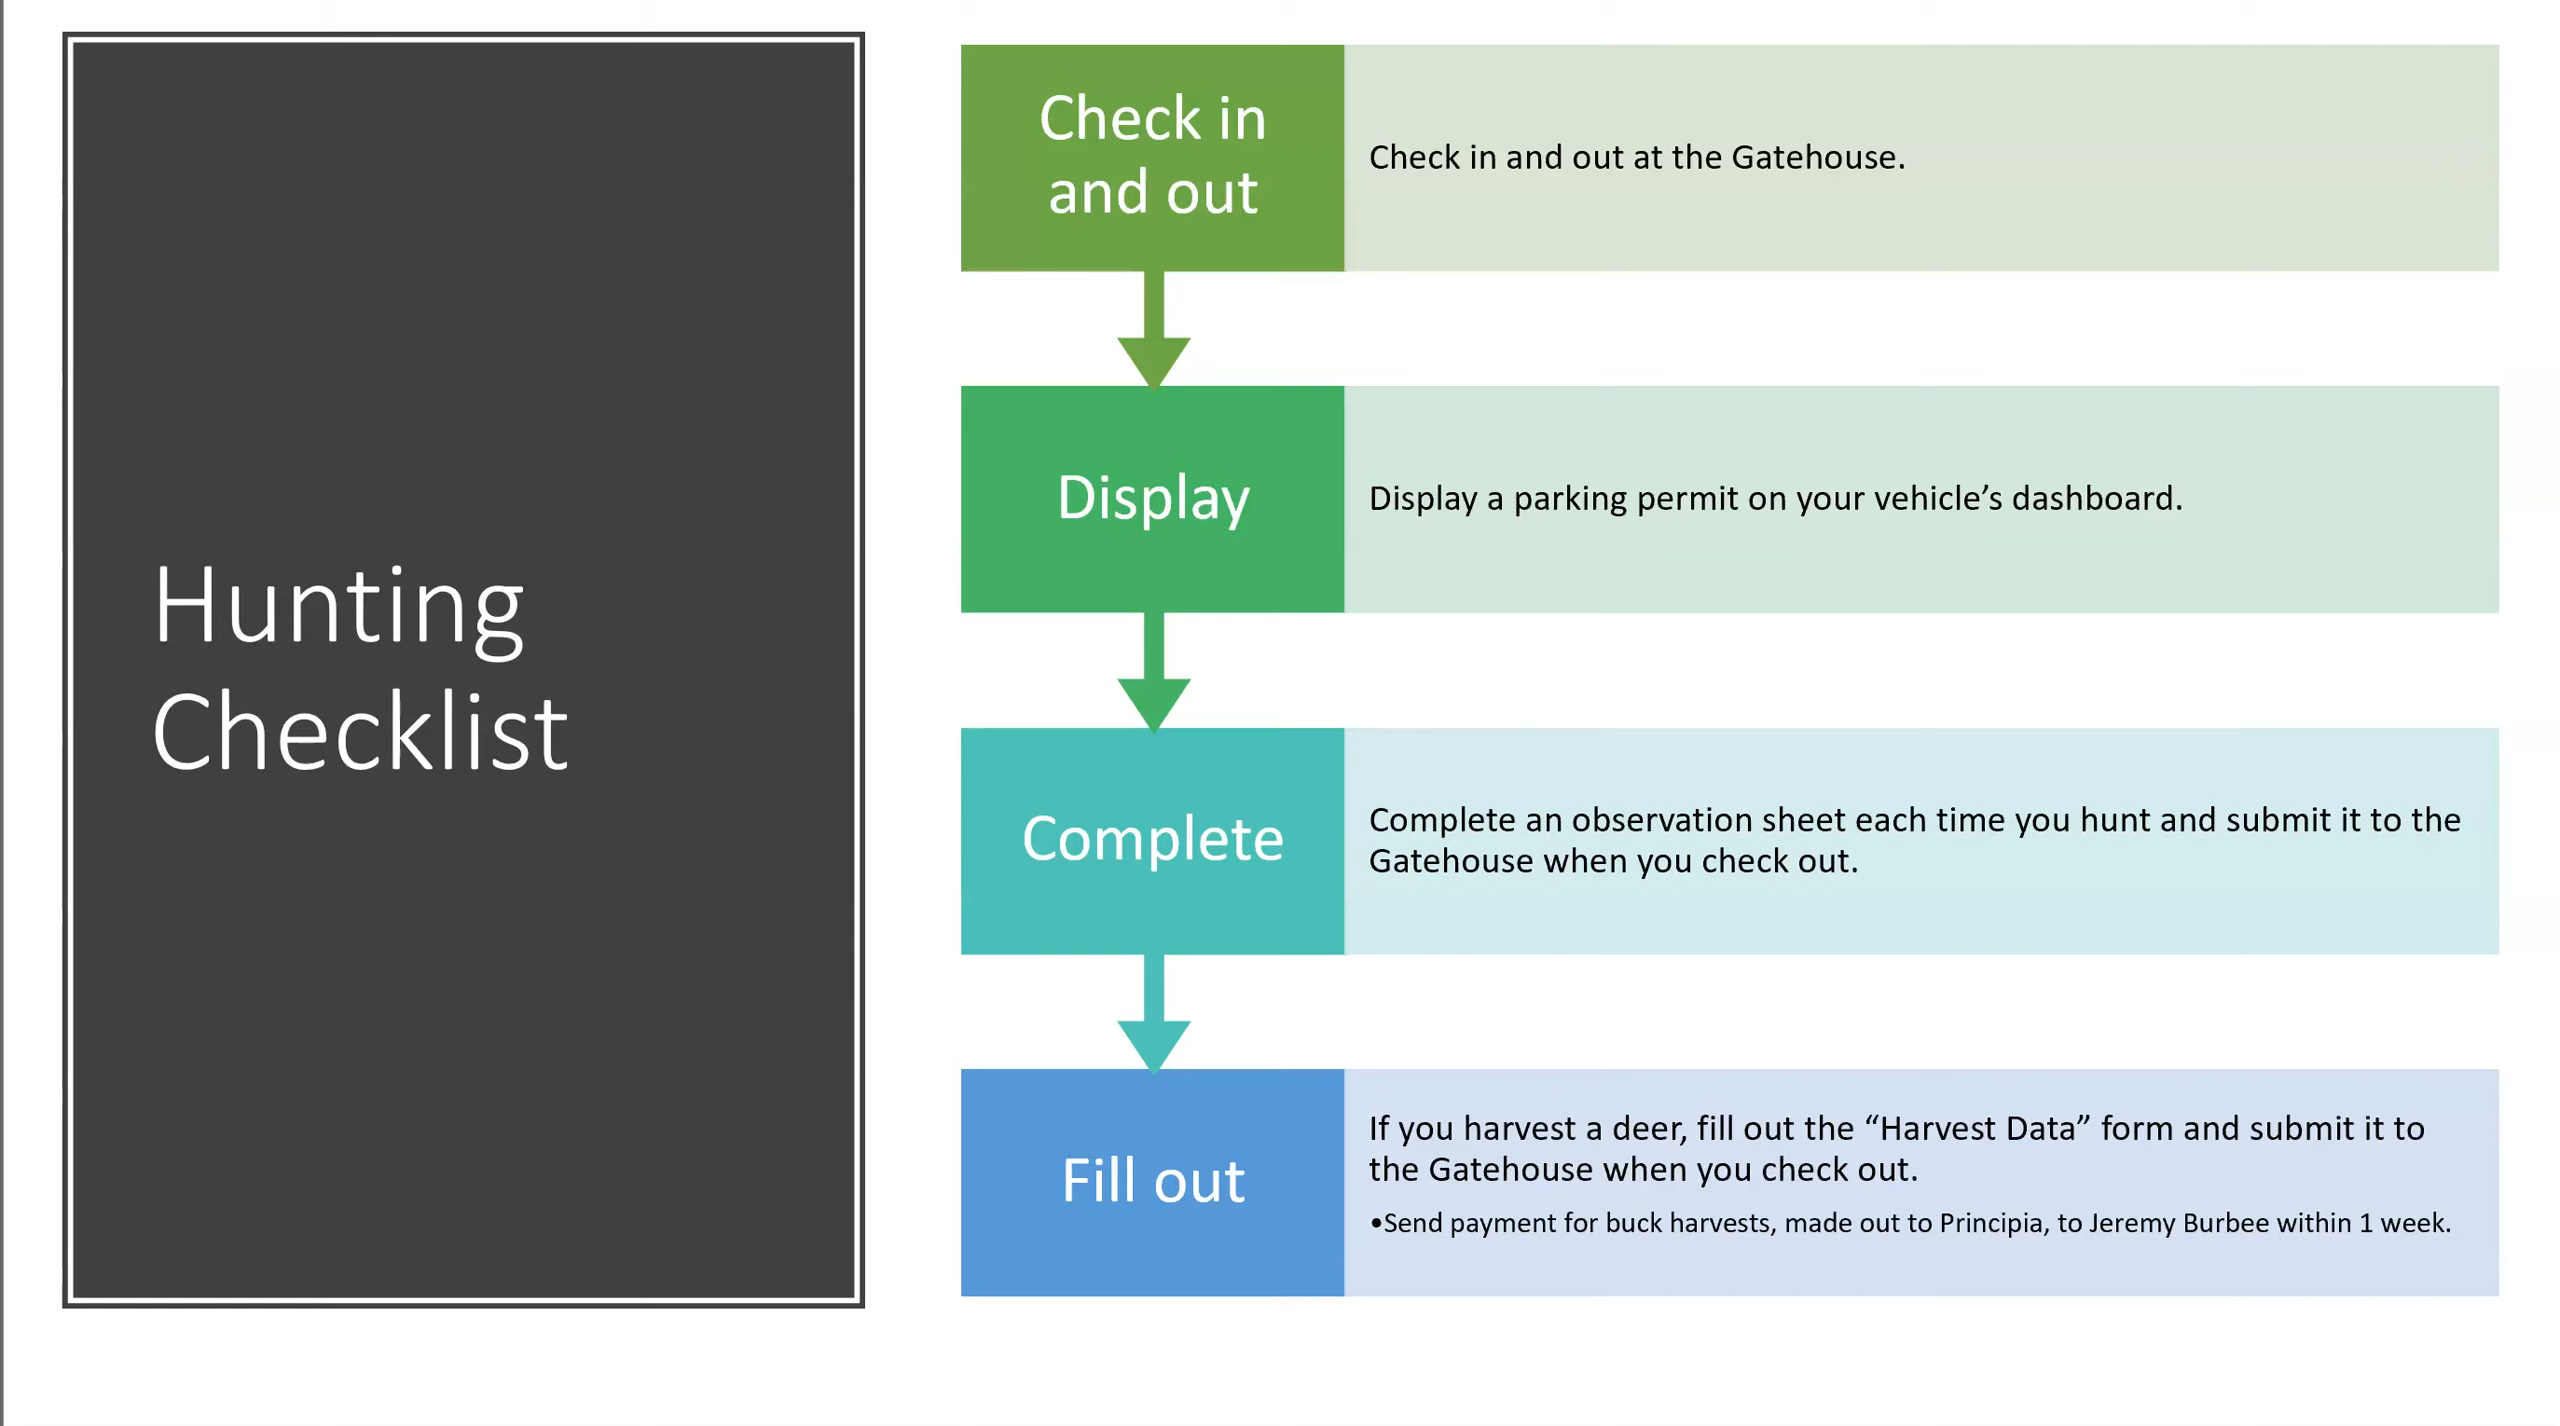 Hunting
Checklist
Check in
and out
Check in and out at the Gatehouse.
Display
Display a parking permit on your vehicle’s dashboard.
Complete
Complete an observation sheet each time you hunt and submit it to the
Gatehouse when you check out.
Fill out
If you harvest a deer, fill out the “Harvest Data” form and submit it to
the Gatehouse when you check out.
•Send payment for buck harvests, made out to Principia, to Jeremy Burbee within 1 week.